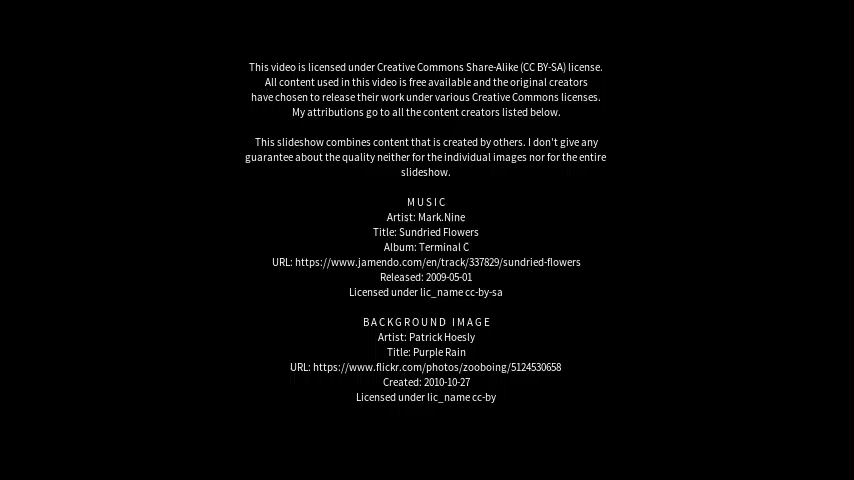 This video is licensed under Creative Commons Share-Alike (CC BY-SA) license.
All content used in this video is free available and the original creators
have chosen to release their work under various Creative Commons licenses.
My attributions go to all the content creators listed below.
This slideshow combines content that is created by others. I don't give any
guarantee about the quality neither for the individual images nor for the entire
slideshow.
MUSIC
Artist: Mark.Nine
Title: Sundried Flowers
Album: Terminal C
URL: https://www.jamendo.com/en/track/337829/sundried-flowers
Released: 2009-05-01
Licensed under lic_name cc-by-sa
BACKGROUND IMAGE
Artist: Patrick Hoesly
Title: Purple Rain
URL: https://www.flickr.com/photos/zooboing/5124530658
Created: 2010-10-27
Licensed under lic_name cc-by